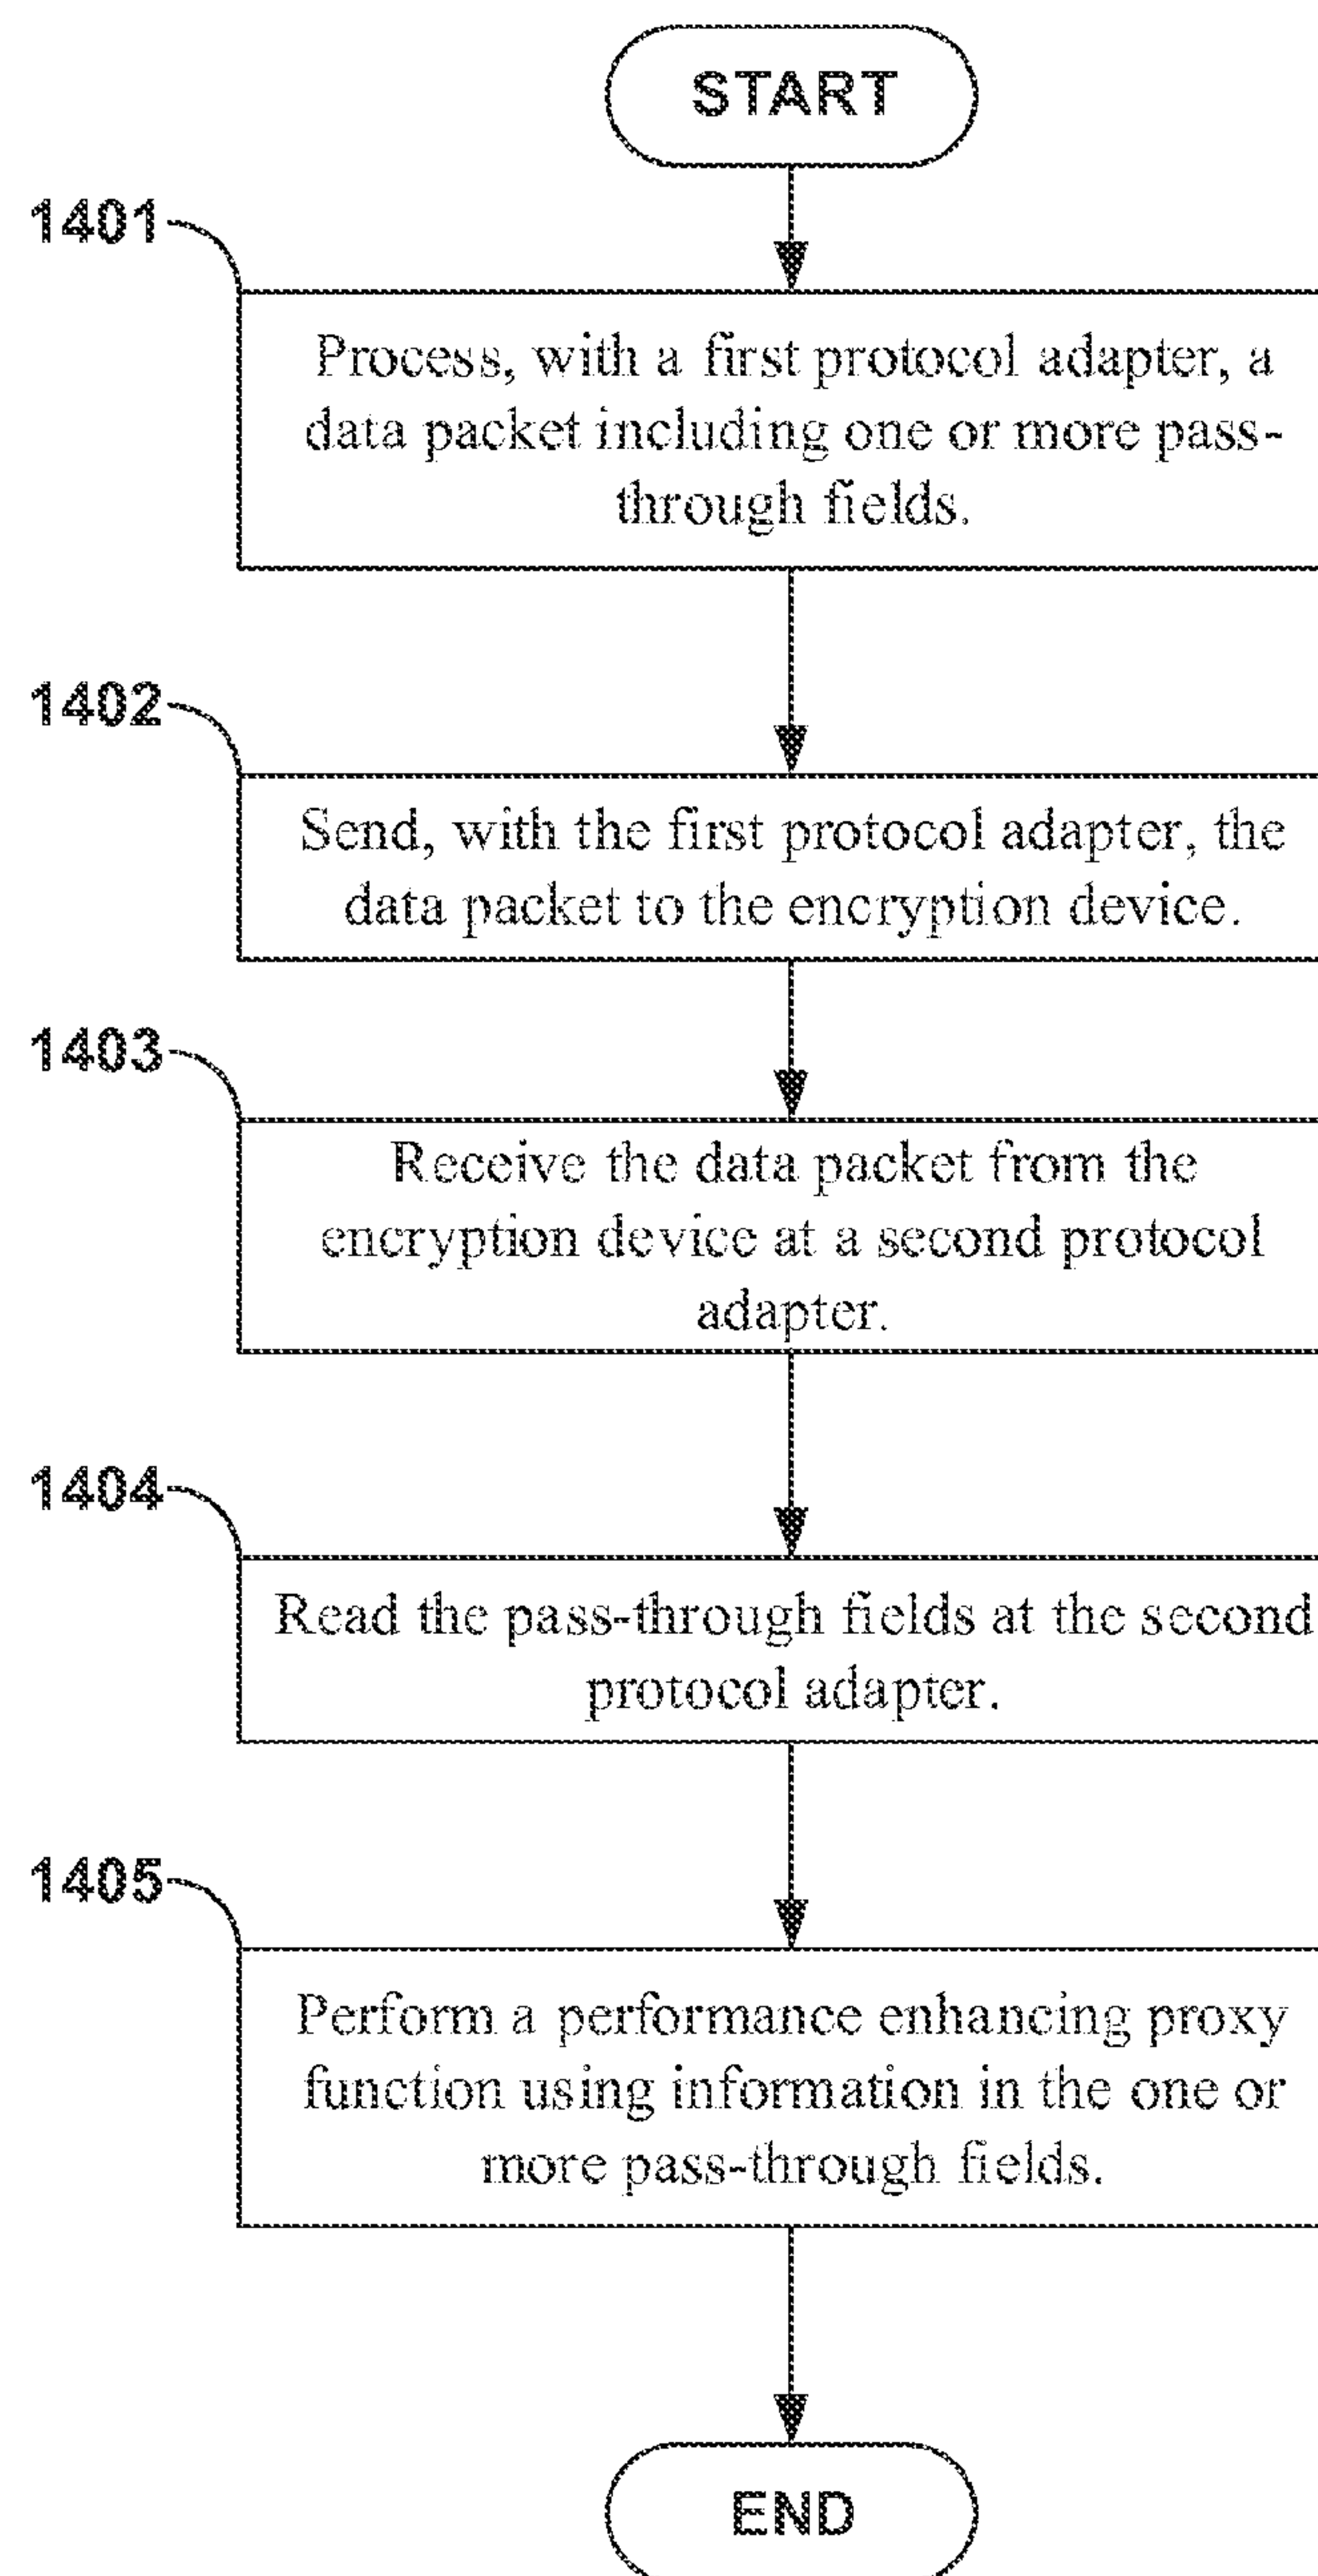 START
1401
Process, with a first protocol adapter, a
data packet including one or more pass-
through fields.
1402
Send, with the first protocol adapter, the
data packet to the encryption device.
1403
Receive the data packet from the
encryption device at a second protocol
adapter.
1404
Read the pass-through fields at the second
protocol adapter.
1405
Perform a performance enhancing proxy
function using information in the one or
more pass-through fields.
END